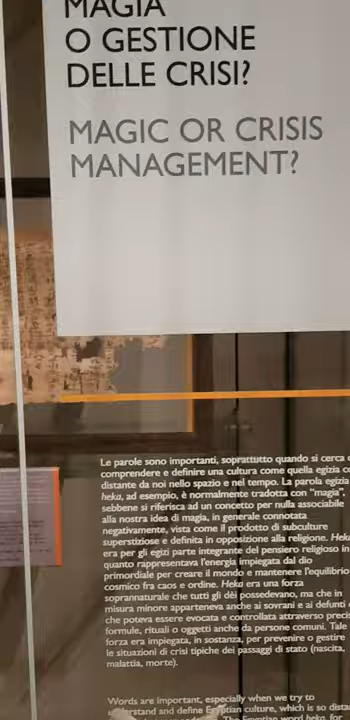 MAGIA
O GESTIONE
DELLE CRISI?
MAGIC OR CRISIS
MANAGEMENT?
Le parole sono importanti, soprattutto quando si cerca
comprendere e definire una cultura come quella egizia
distante da noi nello spazio e nel tempo. La parola egizia
heka, ad esempio, è normalmente tradotta con "magia",
sebbene si riferisca ad un concetto per nulla associabile
alla nostra idea di magia, in generale connotata
negativamente, vista come il prodotto di subculture
superstiziose e definita in opposizione alla religione. Heka
era per gli egizi parte integrante del pensiero religioso in
quanto rappresentava l'energia impiegata dal dio
primordiale per creare il mondo e mantenere l'equilibrio
cosmico fra caos e ordine. Heka era una forza
soprannaturale che tutti gli dèi possedevano, ma che in
misura minore apparteneva anche ai sovrani e ai defunti
che poteva essere evocata e controllata attraverso
formule, rituali o oggetti anche da persone comuni. Tale
forza era impiegata, in sostanza, per prevenire o gestire
le situazioni di crisi tipiche dei passaggi di stato (nascita,
malattia, morte).
Words are important, especially when we try to
understand and define Egyptian culture, which is so
The Egyptian word heka, for